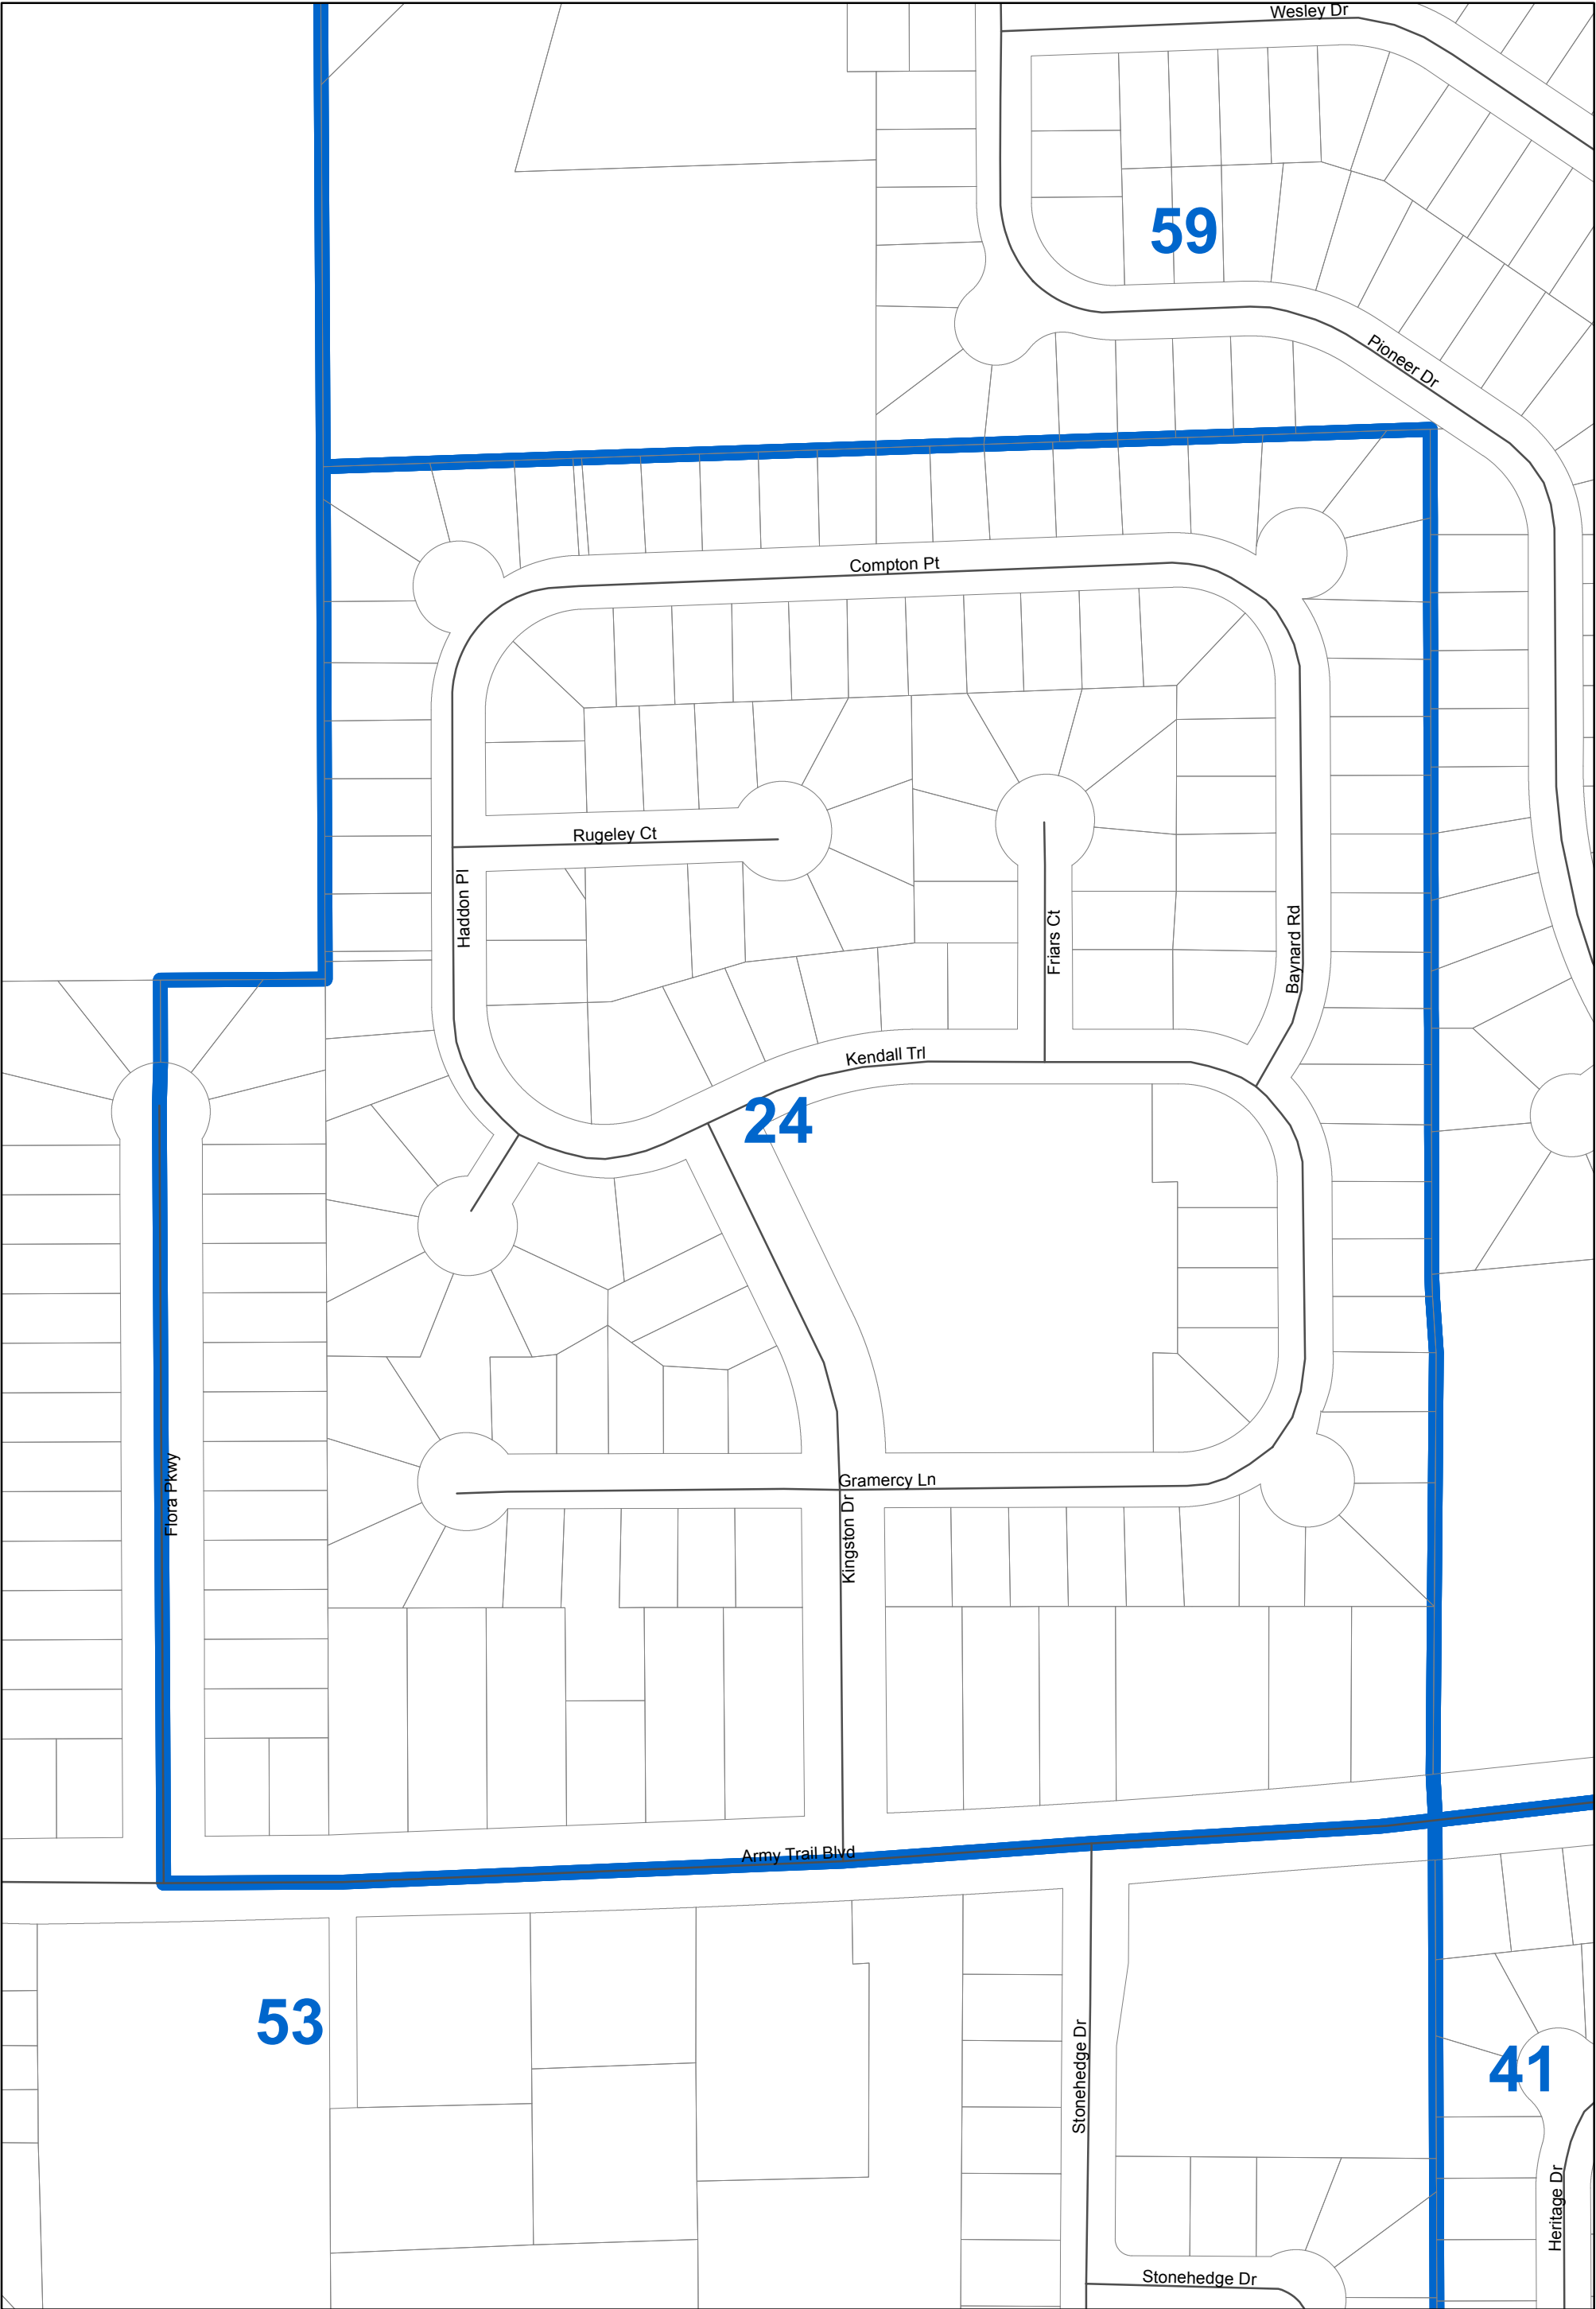 Wesley Dr
59
Pioneer Dr
Compton Pt
Rugeley Ct
Haddon Pl
Friars Ct
Baynard Rd
Kendall Trl
24
Flora Pkwy
Gramercy Ln
Kingston Dr
Army Trail Blvd
53
Stonehedge Dr
41
Heritage Dr
Stonehedge Dr